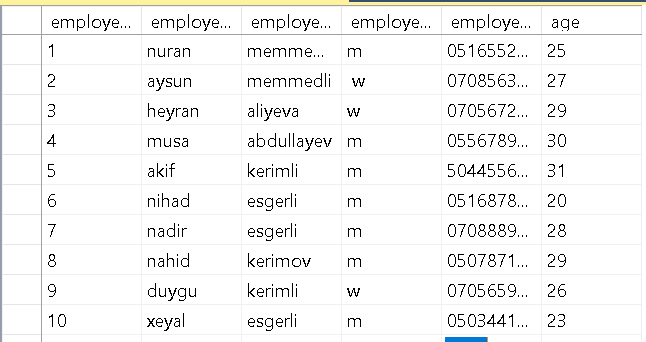 employe... employe... employe... employe... employe... age
1 nuran memme... m 0516552... 25
2 aysun memmedli w 0708563... 27
3 heyran aliyeva w 0705672... 29
4 musa abdullayev m 0556789... 30
5 akif kerimli m 5044556... 31
6 nihad esgerli m 0516878... 20
7 nadir esgerli m 0708889... 28
8 nahid kerimov m 0507871... 29
9 duygu kerimli w 0705659... 26
10 xeyal esgerli m 0503441... 23